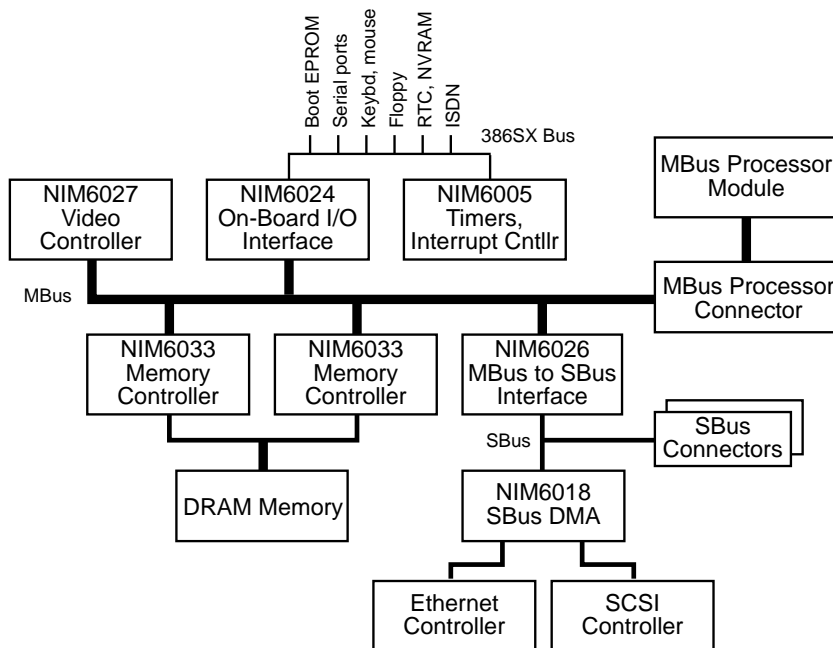 Boot EPROM
Serial ports
Keybd, mouse
Floppy
RTC, NVRAM
ISDN
386SX Bus
NIM6027
Video
Controller
NIM6024
On-Board I/O
Interface
NIM6005
Timers,
Interrupt Cntllr
MBus Processor
Module
MBus
MBus Processor
Connector
NIM6033
Memory
Controller
NIM6033
Memory
Controller
NIM6026
MBus to SBus
Interface
SBus
SBus
Connectors
DRAM Memory
NIM6018
SBus DMA
Ethernet
Controller
SCSI
Controller